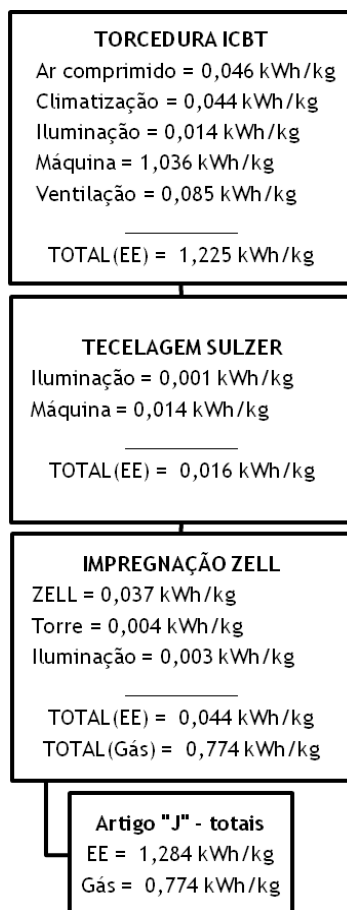 TORCEDURA ICBT
Ar comprimido = 0,046 kWh/kg
Climatização = 0,044 kWh/kg
Iluminação = 0,014 kWh/kg
Máquina = 1,036 kWh/kg
Ventilação = 0,085 kWh/kg
TOTAL(EE) = 1,225 kWh/kg
TECELAGEM SULZER
Iluminação = 0,001 kWh/kg
Máquina = 0,014 kWh/kg
TOTAL(EE) = 0,016 kWh/kg
IMPREGNAÇÃO ZELL
ZELL = 0,037 kWh/kg
Torre = 0,004 kWh/kg
Iluminação = 0,003 kWh/kg
TOTAL(EE) = 0,044 kWh/kg
TOTAL(Gás) = 0,774 kWh/kg
Artigo "J" - totais
EE = 1,284 kWh/kg
Gás = 0,774 kWh/kg